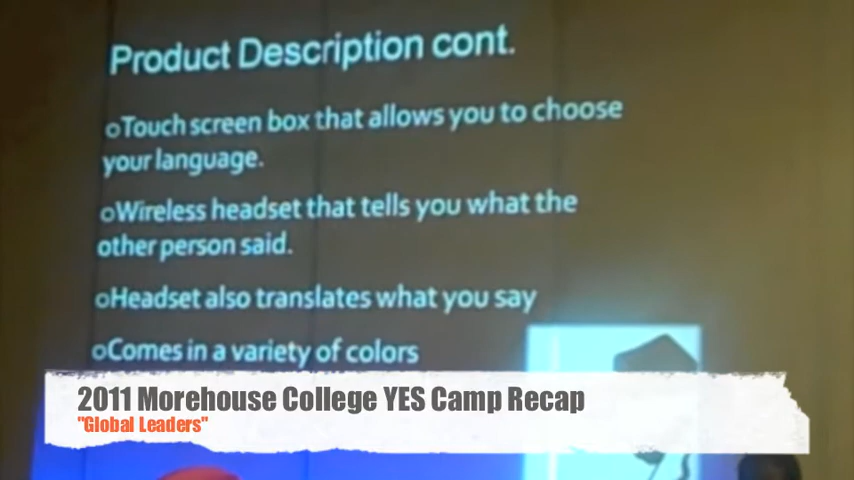 Product Description cont.
oTouch screen box that allows you to choose
your language.
oWireless headset that tells you what the
other person said.
oHeadset also translates what you say
oComes in a variety of colors
2011 Morehouse College YES Camp Recap
"Global Leaders"